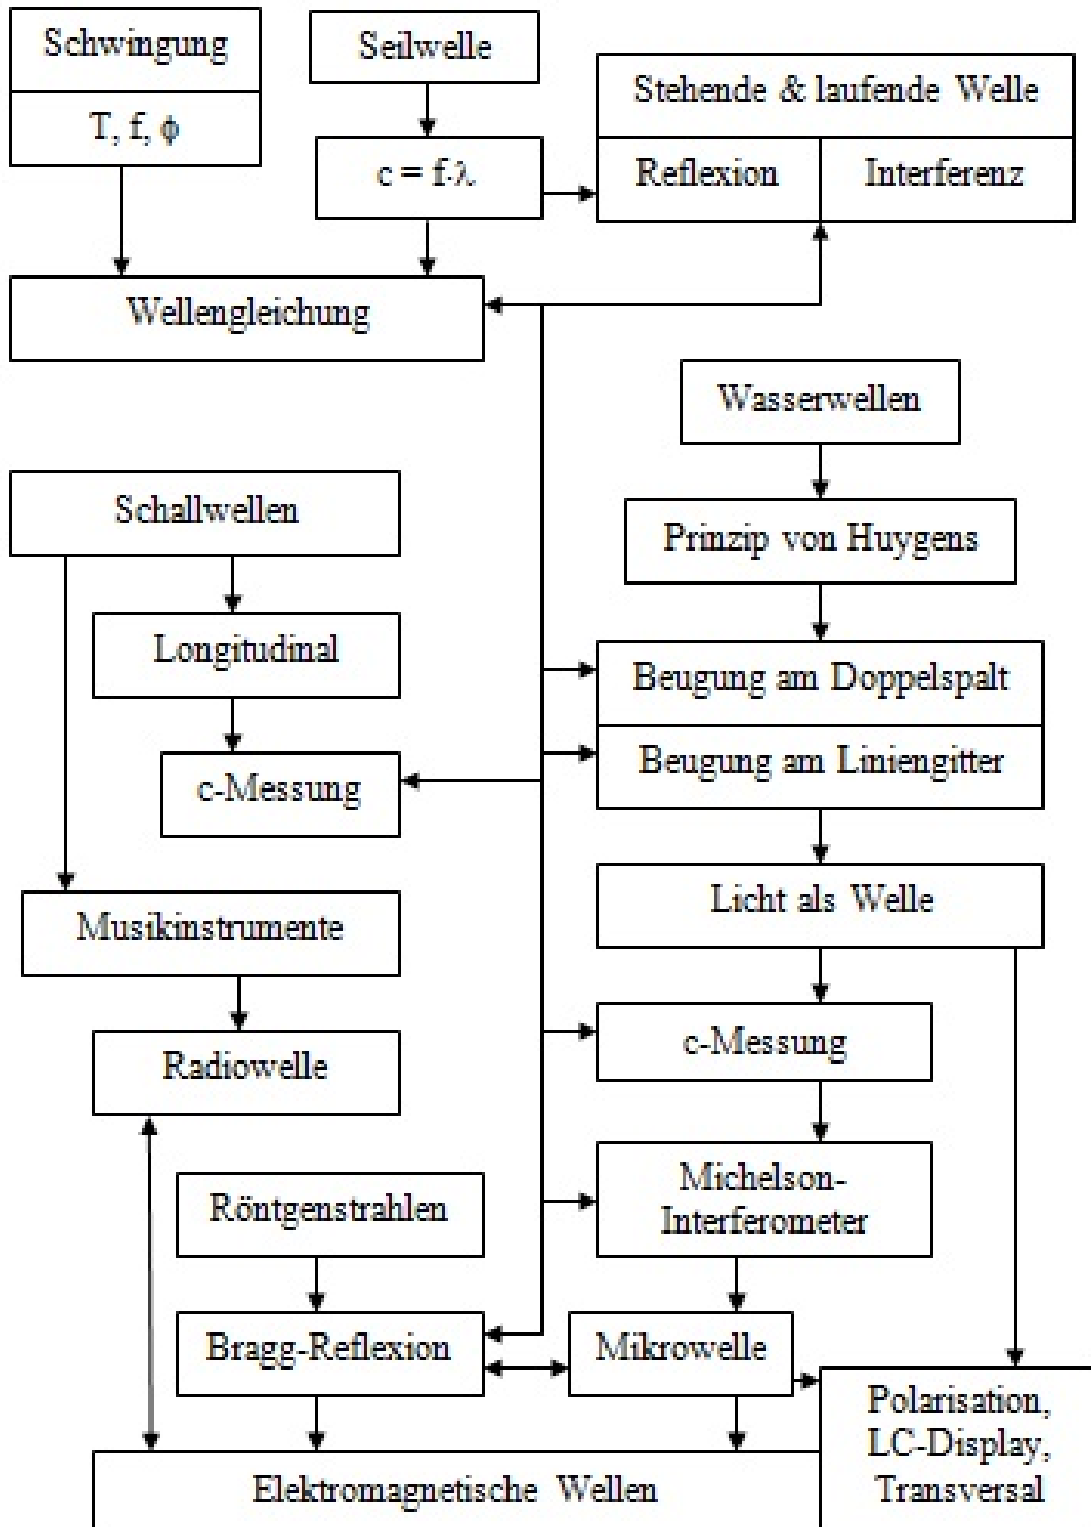 Schwingung
T, f, ϕ
Seilwelle
c = f·λ
Stehende & laufende Welle
Reflexion
Interferenz
Wellengleichung
Wasserwellen
Prinzip von Huygens
Schallwellen
Longitudinal
c-Messung
Beugung am Doppelspalt
Beugung am Liniengitter
Licht als Welle
Musikinstrumente
Radiowelle
c-Messung
Michelson-
Interferometer
Röntgenstrahlen
Bragg-Reflexion
Mikrowelle
Polarisation,
LC-Display,
Transversal
Elektromagnetische Wellen